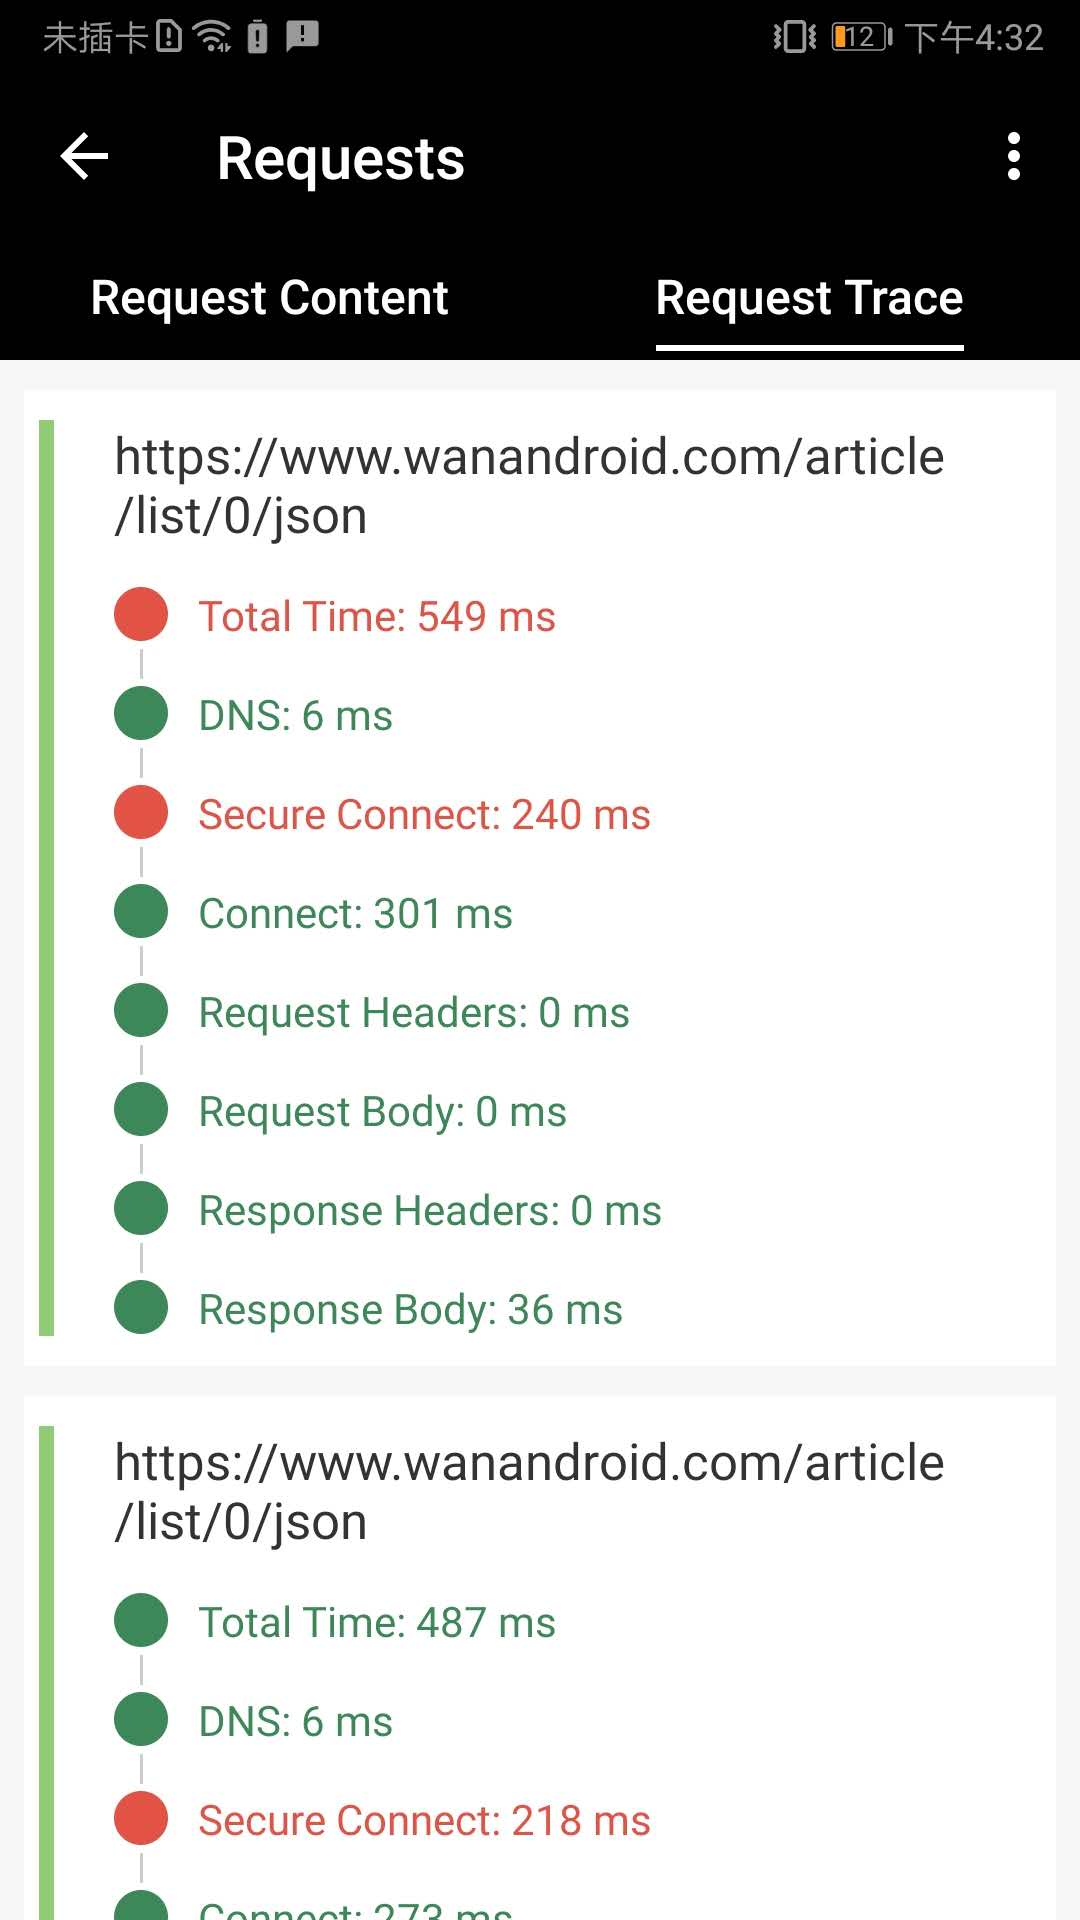 未插卡 12 下午4:32
Requests
Request Content Request Trace
https://www.wanandroid.com/article
/list/0/json
Total Time: 549 ms
DNS: 6 ms
Secure Connect: 240 ms
Connect: 301 ms
Request Headers: 0 ms
Request Body: 0 ms
Response Headers: 0 ms
Response Body: 36 ms
https://www.wanandroid.com/article
/list/0/json
Total Time: 487 ms
DNS: 6 ms
Secure Connect: 218 ms
Connect: 273 ms